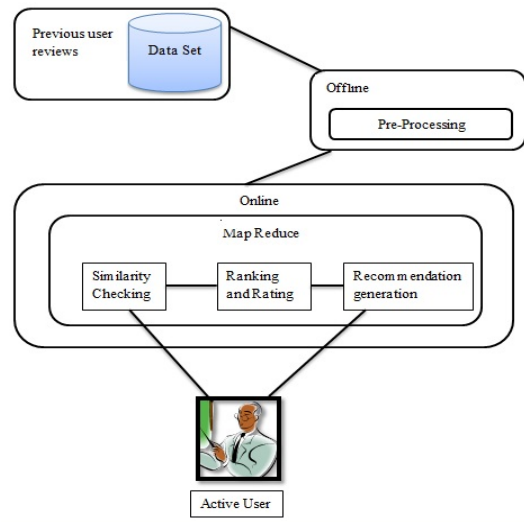 Previous user
reviews
Data Set
Offline
Pre-Processing
Online
Map Reduce
Similarity
Checking
Ranking
and Rating
Recommendation
generation
Active User